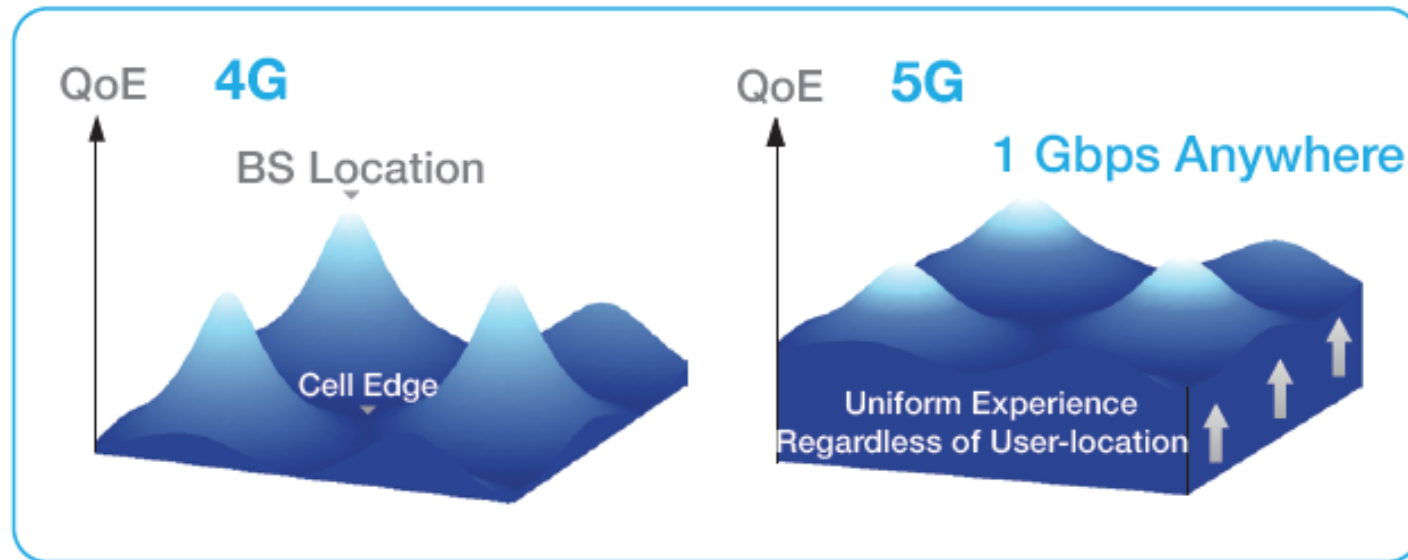 QoE 4G
BS Location
Cell Edge
QoE 5G
1 Gbps Anywhere
Uniform Experience
Regardless of User-location